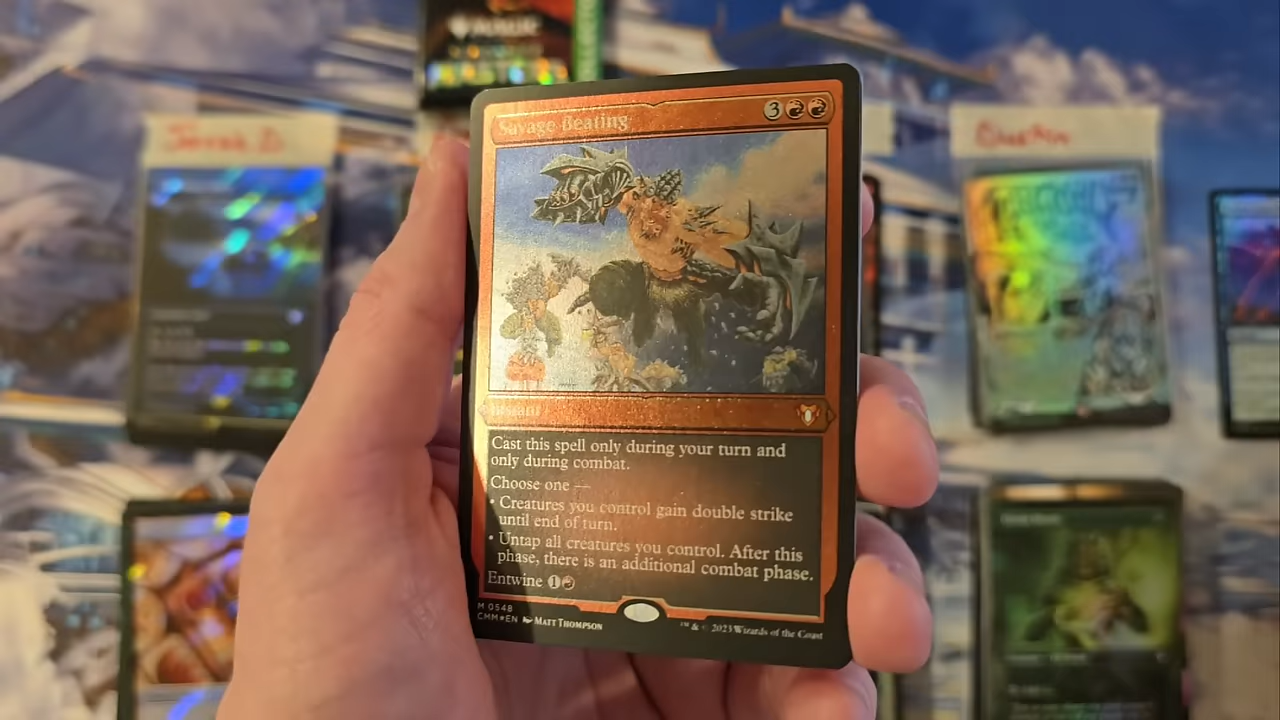 MAGIC
Savage Beating
3
Instant
Cast this spell only during your turn and
only during combat.
Choose one —
• Creatures you control gain double strike
until end of turn.
• Untap all creatures you control. After this
phase, there is an additional combat phase.
Entwine 1
M 0548
CMM★EN MATT THOMPSON
™ & © 2023 Wizards of the Coast
Quentin